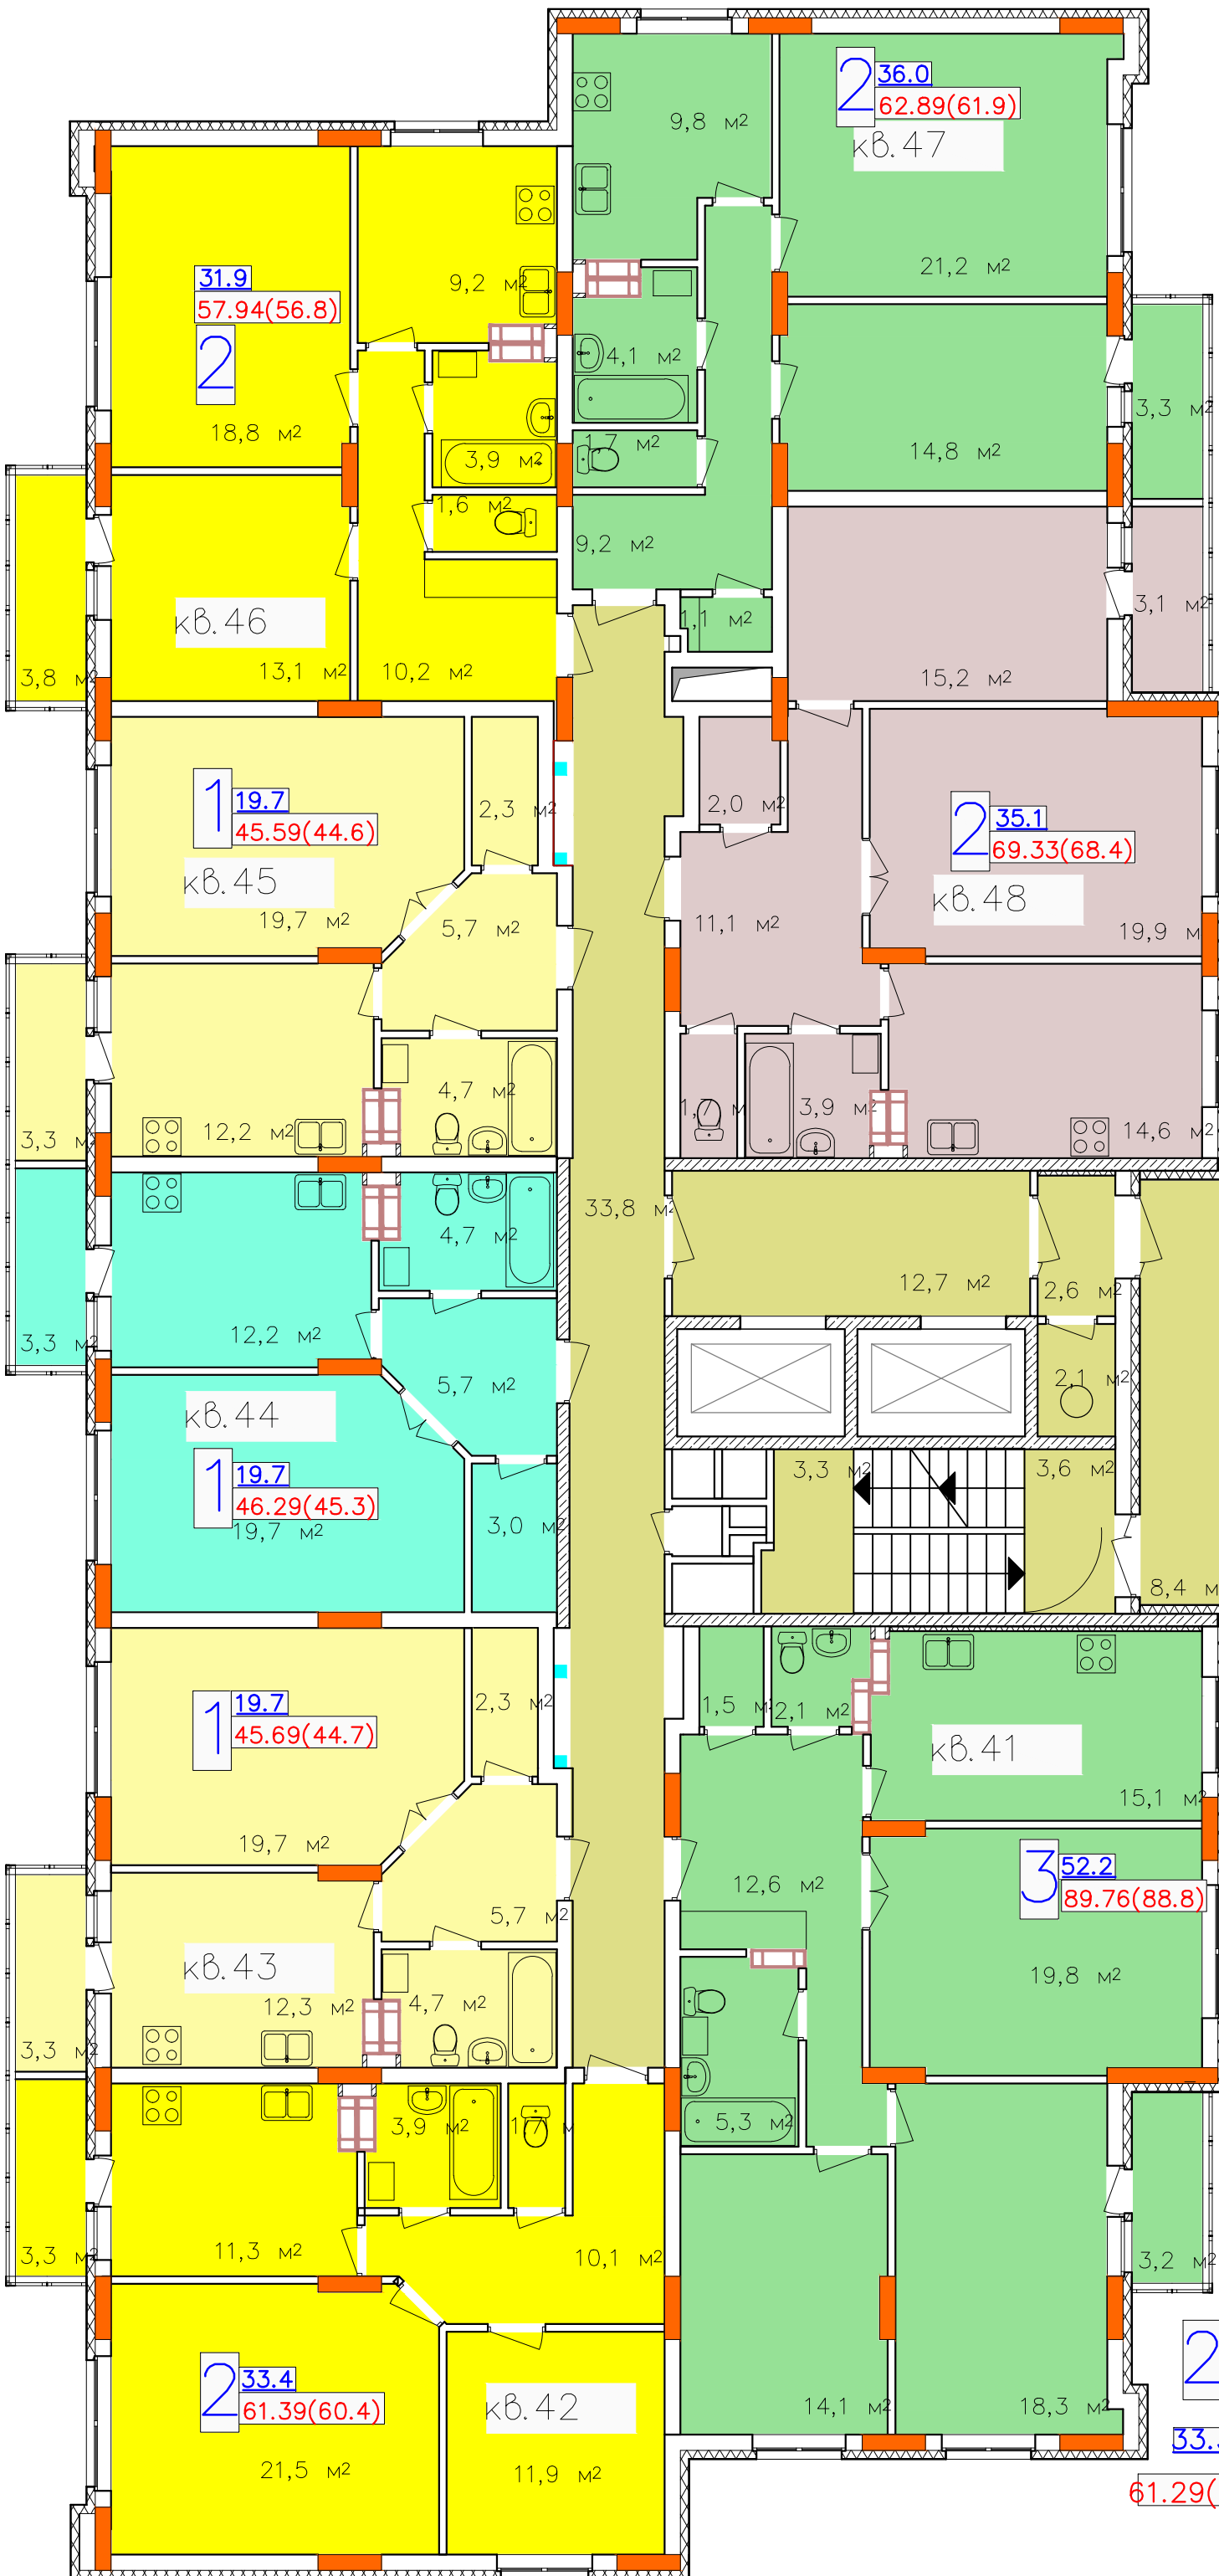 2 36.0
62.89(61.9)
кв.47
9,8 м2
21,2 м2
31.9
57.94(56.8)
2
9,2 м2
4,1 м2
3,3 м2
18,8 м2
14,8 м2
1,7 м2
3,9 м2
1,6 м2
9,2 м2
кв.46
1,1 м2
3,1 м2
3,8 м2
13,1 м2
10,2 м2
15,2 м2
1 19.7
45.59(44.6)
кв.45
2,3 м2
2,0 м2
2 35.1
69.33(68.4)
кв.48
19,7 м2
5,7 м2
11,1 м2
19,9 м
4,7 м2
1,7 м
3,9 м2
3,3 м2
12,2 м2
14,6 м2
33,8 м2
4,7 м2
12,7 м2
2,6 м2
3,3 м2
12,2 м2
5,7 м2
2,1 м2
кв.44
1 19.7
46.29(45.3)
19,7 м2
3,0 м2
3,3 м2
3,6 м2
8,4 м
1 19.7
45.69(44.7)
2,3 м2
1,5 м2
2,1 м2
кв.41
15,1 м2
19,7 м2
5,7 м2
12,6 м2
3 52.2
89.76(88.8)
19,8 м2
кв.43
12,3 м2
4,7 м2
3,3 м2
3,9 м2
1,7 м
5,3 м2
3,3 м2
11,3 м2
10,1 м2
3,2 м2
2 33.4
61.39(60.4)
кв.42
21,5 м2
11,9 м2
14,1 м2
18,3 м2
2
33.
61.29(